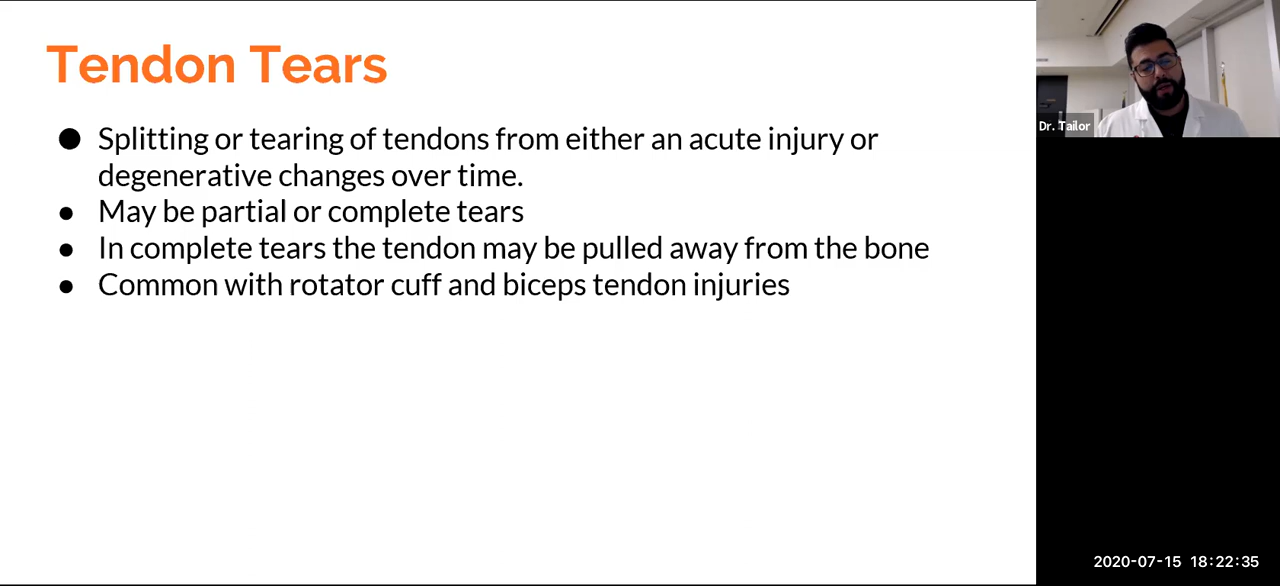 Tendon Tears
● Splitting or tearing of tendons from either an acute injury or
degenerative changes over time.
● May be partial or complete tears
● In complete tears the tendon may be pulled away from the bone
● Common with rotator cuff and biceps tendon injuries
Dr. Tailor
2020-07-15 18:22:35